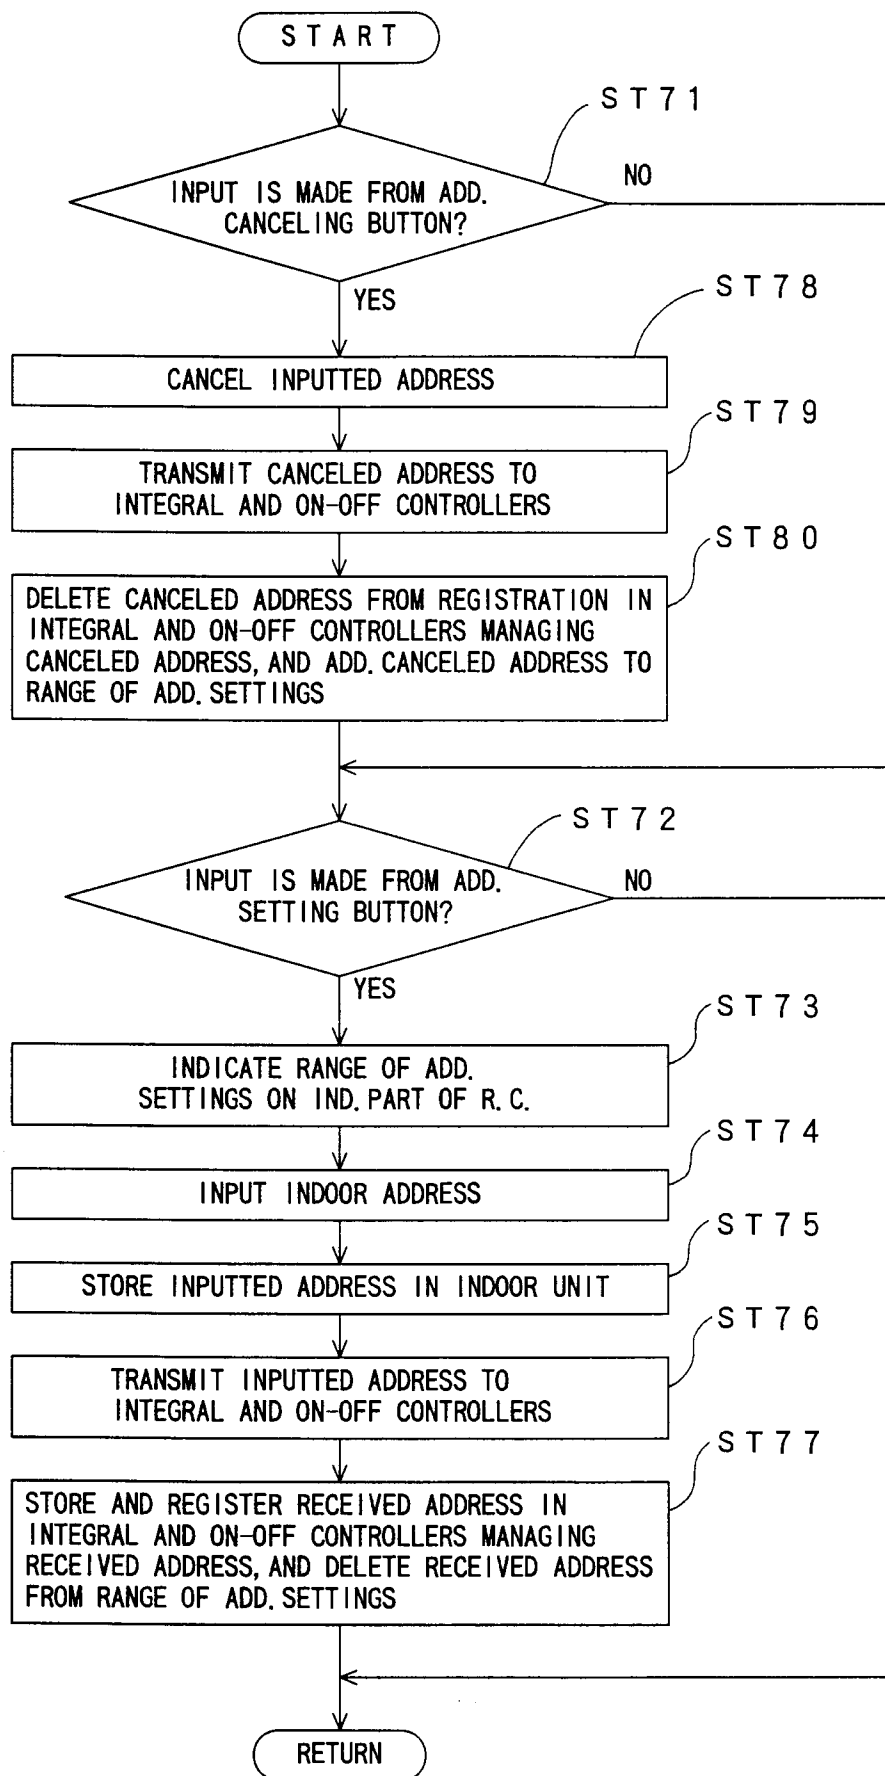 START
ST71
INPUT IS MADE FROM ADD.
CANCELING BUTTON?
NO
YES
ST78
CANCEL INPUTTED ADDRESS
ST79
TRANSMIT CANCELED ADDRESS TO
INTEGRAL AND ON-OFF CONTROLLERS
ST80
DELETE CANCELED ADDRESS FROM REGISTRATION IN
INTEGRAL AND ON-OFF CONTROLLERS MANAGING
CANCELED ADDRESS, AND ADD. CANCELED ADDRESS TO
RANGE OF ADD. SETTINGS
ST72
INPUT IS MADE FROM ADD.
SETTING BUTTON?
NO
YES
ST73
INDICATE RANGE OF ADD.
SETTINGS ON IND. PART OF R. C.
ST74
INPUT INDOOR ADDRESS
ST75
STORE INPUTTED ADDRESS IN INDOOR UNIT
ST76
TRANSMIT INPUTTED ADDRESS TO
INTEGRAL AND ON-OFF CONTROLLERS
ST77
STORE AND REGISTER RECEIVED ADDRESS IN
INTEGRAL AND ON-OFF CONTROLLERS MANAGING
RECEIVED ADDRESS, AND DELETE RECEIVED ADDRESS
FROM RANGE OF ADD. SETTINGS
RETURN